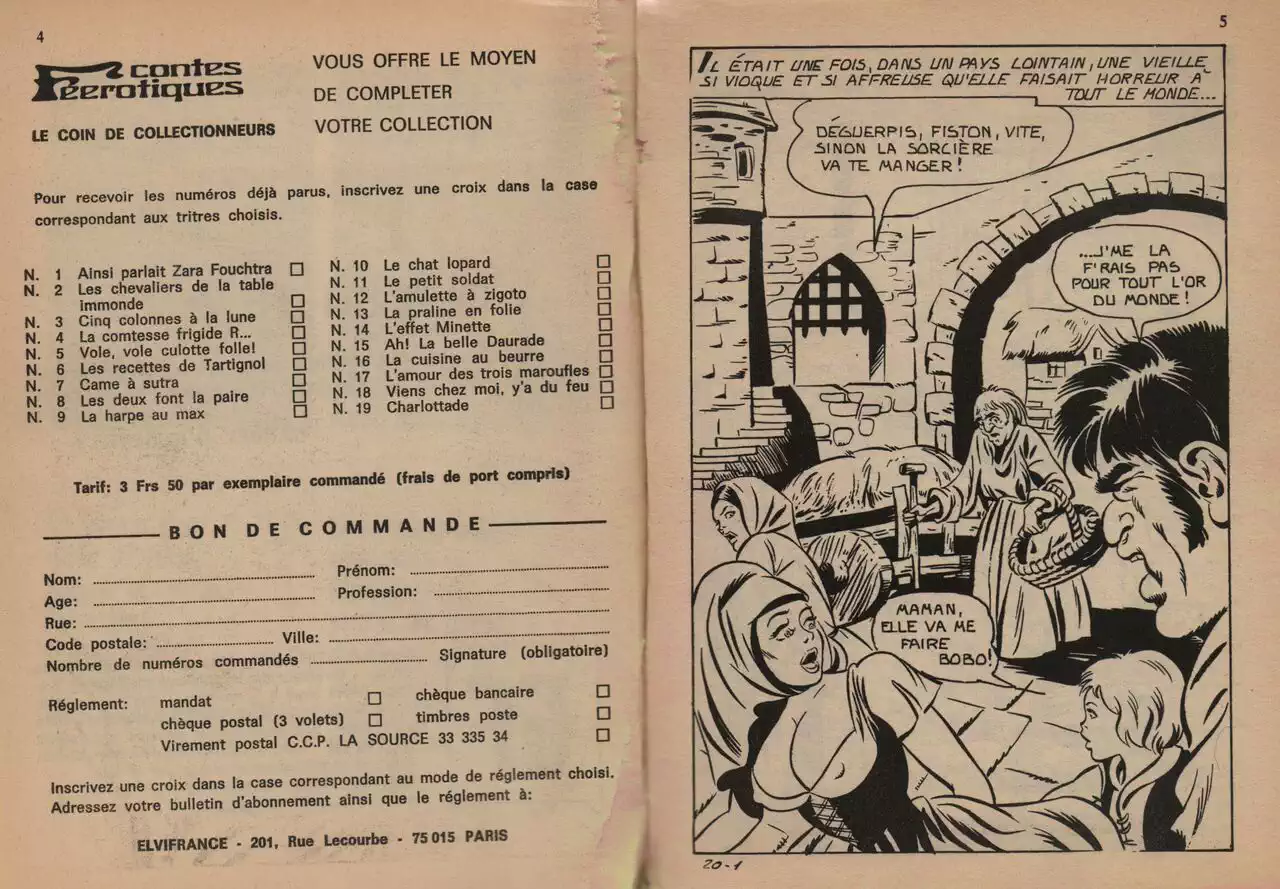 4
contes
Féerotiques
LE COIN DE COLLECTIONNEURS
VOUS OFFRE LE MOYEN
DE COMPLETER
VOTRE COLLECTION
Pour recevoir les numéros déjà parus, inscrivez une croix dans la case
correspondant aux tritres choisis.
N. 1 Ainsi parlait Zara Fouchtra
N. 2 Les chevaliers de la table
immonde
N. 3 Cinq colonnes à la lune
N. 4 La comtesse frigide R...
N. 5 Vole, vole culotte folle!
N. 6 Les recettes de Tartignol
N. 7 Came à sutra
N. 8 Les deux font la paire
N. 9 La harpe au max
N. 10 Le chat lopard
N. 11 Le petit soldat
N. 12 L'amulette à zigoto
N. 13 La praline en folie
N. 14 L'effet Minette
N. 15 Ah! La belle Daurade
N. 16 La cuisine au beurre
N. 17 L'amour des trois maroufles
N. 18 Viens chez moi, y'a du feu
N. 19 Charlottade
Tarif: 3 Frs 50 par exemplaire commandé (frais de port compris)
BON DE COMMANDE
Nom: Prénom:
Age: Profession:
Rue:
Code postale: Ville:
Nombre de numéros commandés Signature (obligatoire)
Réglement: mandat chèque bancaire
chèque postal (3 volets) timbres poste
Virement postal C.C.P. LA SOURCE 33 335 34
Inscrivez une croix dans la case correspondant au mode de réglement choisi.
Adressez votre bulletin d'abonnement ainsi que le réglement à:
ELVIFRANCE - 201, Rue Lecourbe - 75 015 PARIS
5
IL ÉTAIT UNE FOIS, DANS UN PAYS LOINTAIN, UNE VIEILLE
SI VIOQUE ET SI AFFREUSE QU'ELLE FAISAIT HORREUR À
TOUT LE MONDE...
DÉGUERPIS, FISTON, VITE,
SINON LA SORCIÈRE
VA TE MANGER!
...J'ME LA
F'RAIS PAS
POUR TOUT L'OR
DU MONDE!
MAMAN,
ELLE VA ME
FAIRE
BOBO!
20-1